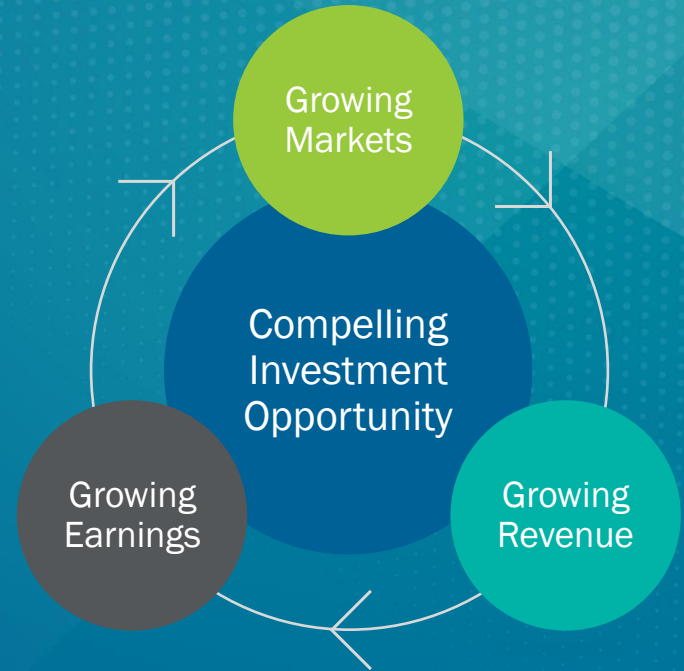 Growing
Markets
Compelling
Investment
Opportunity
Growing
Earnings
Growing
Revenue